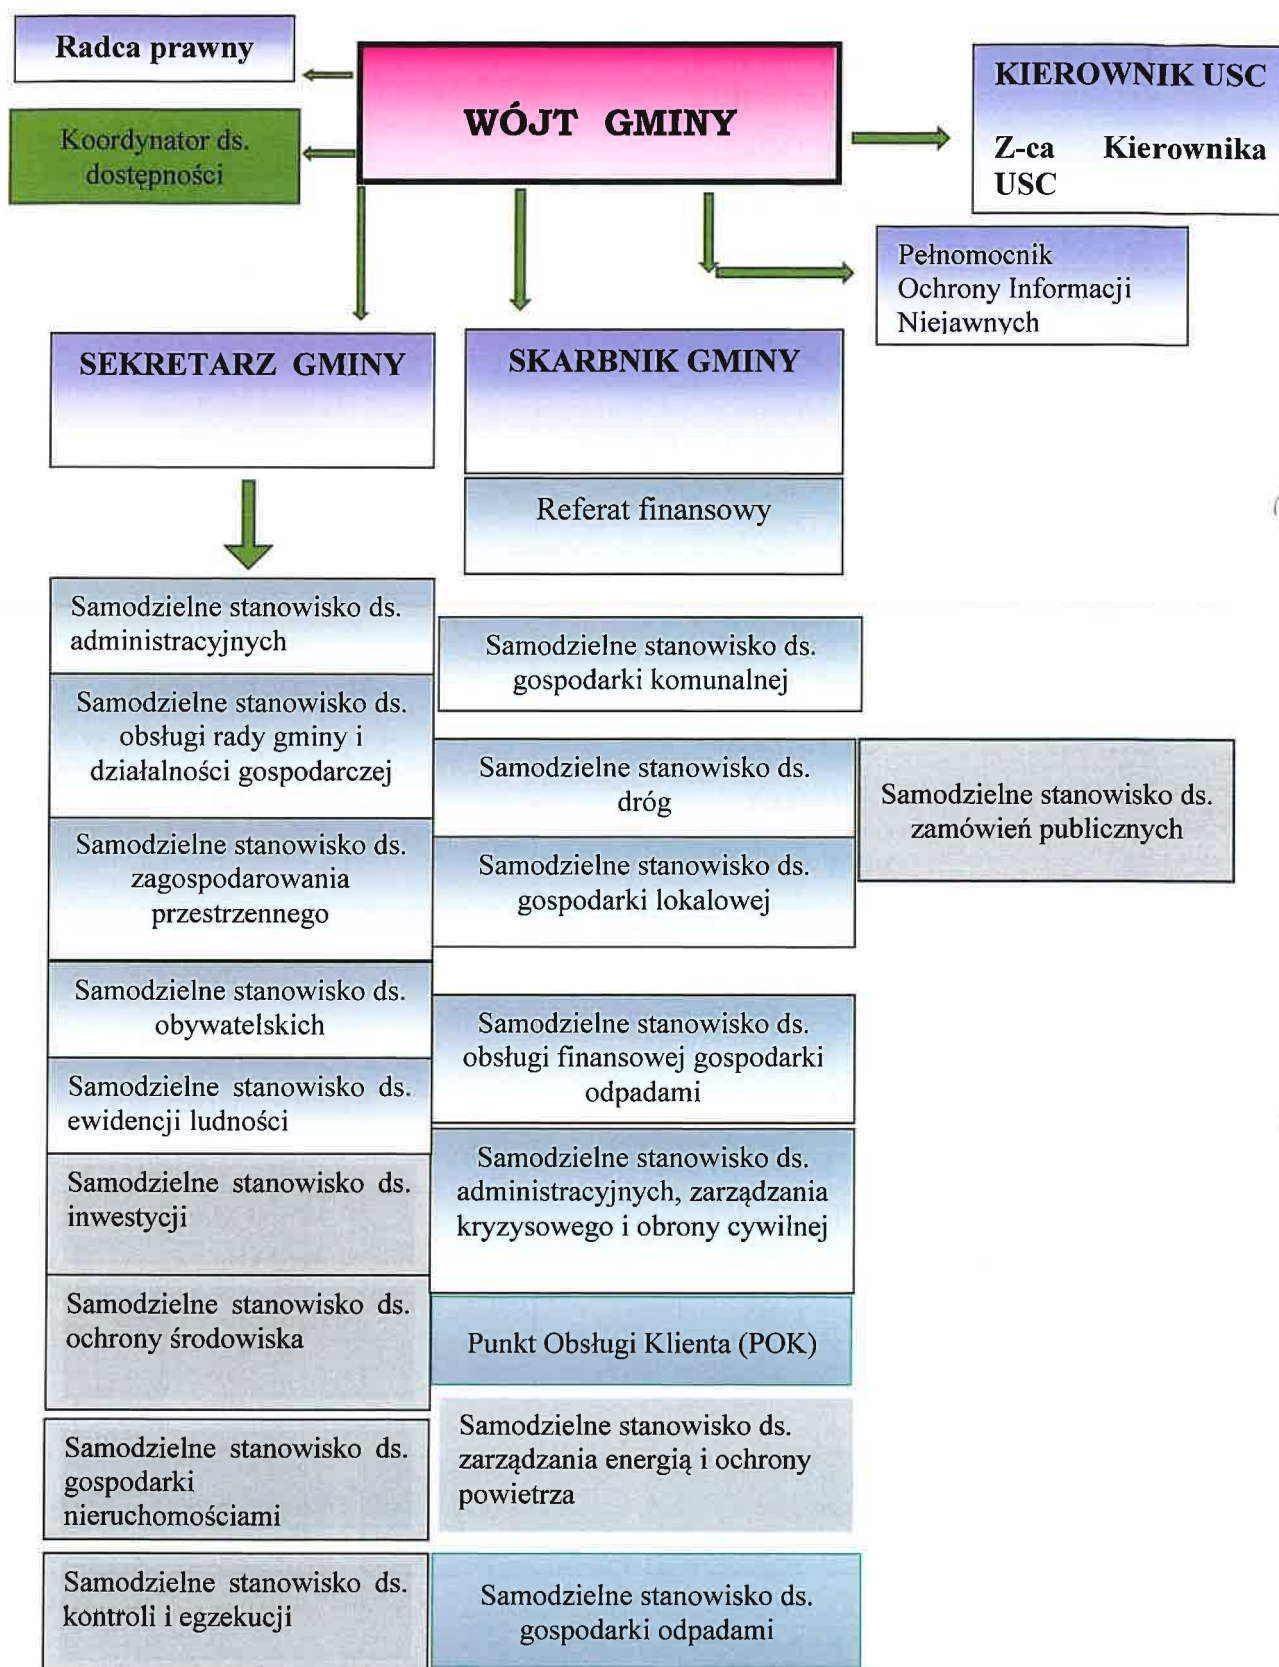 Radca prawny
WÓJT GMINY
KIEROWNIK USC
Z-ca Kierownika
USC
Koordynator ds.
dostępności
Pełnomocnik
Ochrony Informacji
Niejawnych
SEKRETARZ GMINY
SKARBNIK GMINY
Referat finansowy
Samodzielne stanowisko ds.
administracyjnych
Samodzielne stanowisko ds.
obsługi rady gminy i
działalności gospodarczej
Samodzielne stanowisko ds.
zagospodarowania
przestrzennego
Samodzielne stanowisko ds.
obywatelskich
Samodzielne stanowisko ds.
ewidencji ludności
Samodzielne stanowisko ds.
inwestycji
Samodzielne stanowisko ds.
ochrony środowiska
Samodzielne stanowisko ds.
gospodarki
nieruchomościami
Samodzielne stanowisko ds.
kontroli i egzekucji
Samodzielne stanowisko ds.
gospodarki komunalnej
Samodzielne stanowisko ds.
dróg
Samodzielne stanowisko ds.
gospodarki lokalowej
Samodzielne stanowisko ds.
obsługi finansowej gospodarki
odpadami
Samodzielne stanowisko ds.
administracyjnych, zarządzania
kryzysowego i obrony cywilnej
Punkt Obsługi Klienta (POK)
Samodzielne stanowisko ds.
zarządzania energią i ochrony
powietrza
Samodzielne stanowisko ds.
gospodarki odpadami
Samodzielne stanowisko ds.
zamówień publicznych